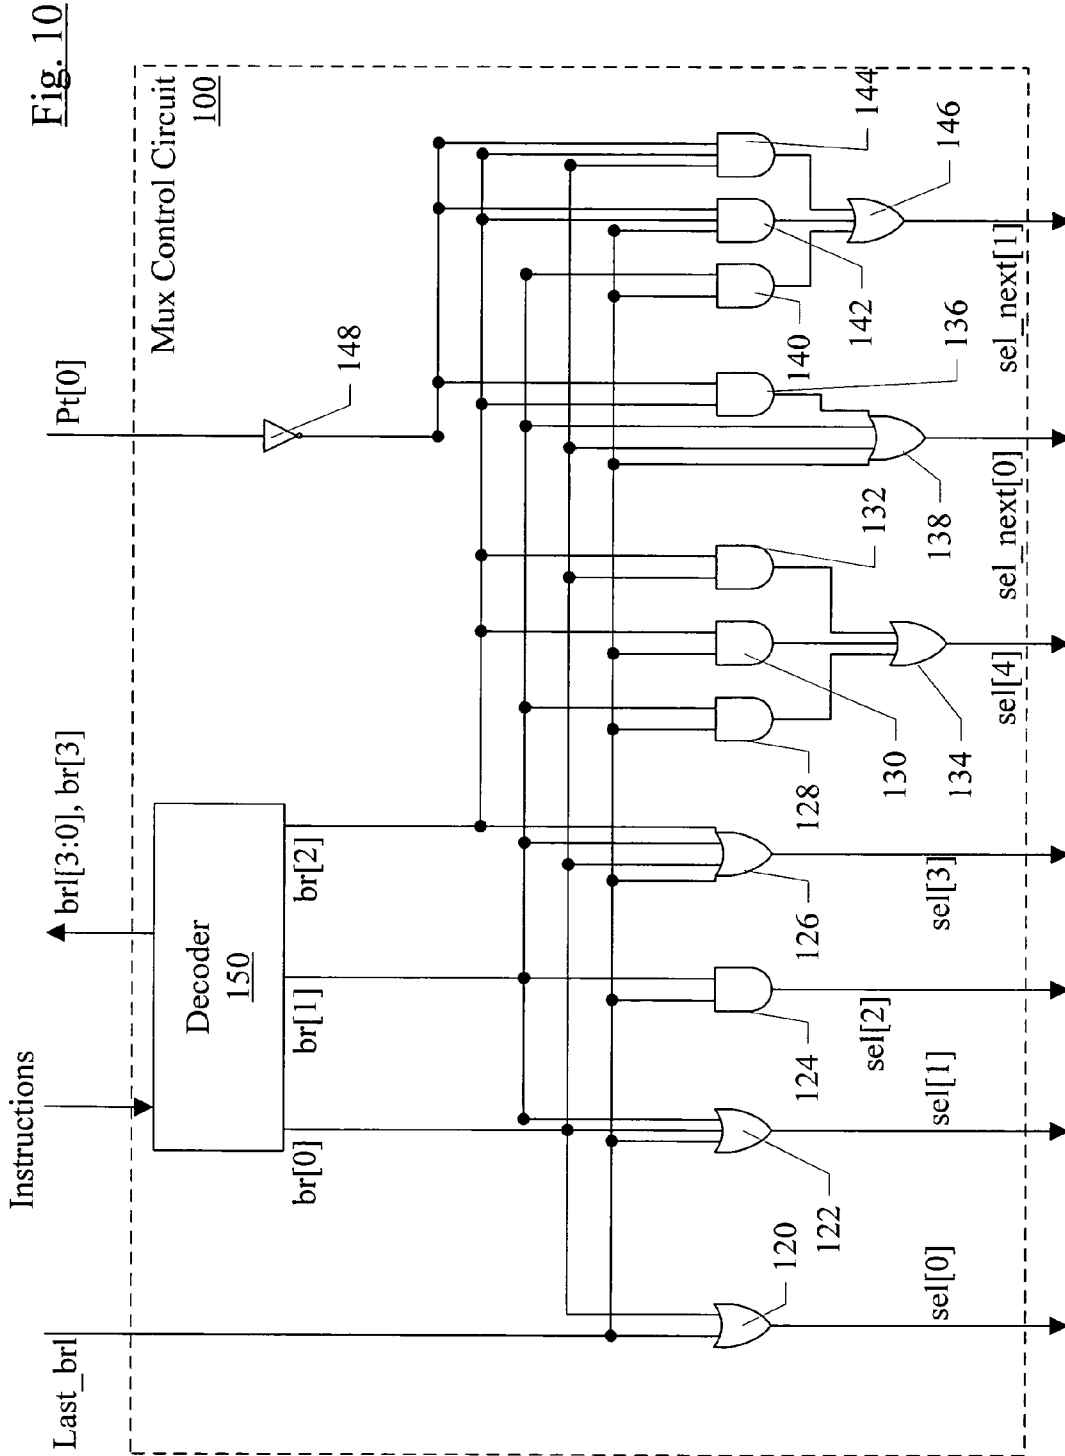 Fig. 10
Mux Control Circuit
100
Instructions
brl[3:0], br[3]
Pt[0]
Last_brl
Decoder
150
br[0]
br[1]
br[2]
148
120
122
124
126
128
130
132
134
136
138
140
142
144
146
sel[0]
sel[1]
sel[2]
sel[3]
sel[4]
sel_next[0]
sel_next[1]